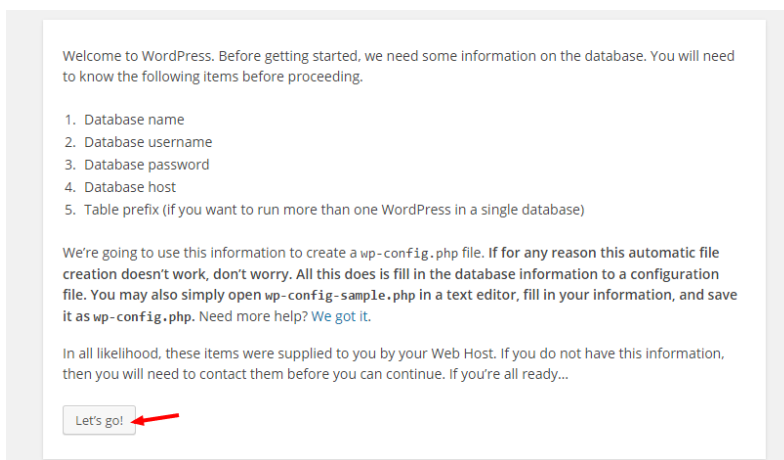 Welcome to WordPress. Before getting started, we need some information on the database. You will need
to know the following items before proceeding.
1. Database name
2. Database username
3. Database password
4. Database host
5. Table prefix (if you want to run more than one WordPress in a single database)
We’re going to use this information to create a wp-config.php file. If for any reason this automatic file
creation doesn’t work, don’t worry. All this does is fill in the database information to a configuration
file. You may also simply open wp-config-sample.php in a text editor, fill in your information, and save
it as wp-config.php. Need more help? We got it.
In all likelihood, these items were supplied to you by your Web Host. If you do not have this information,
then you will need to contact them before you can continue. If you’re all ready…
Let’s go!